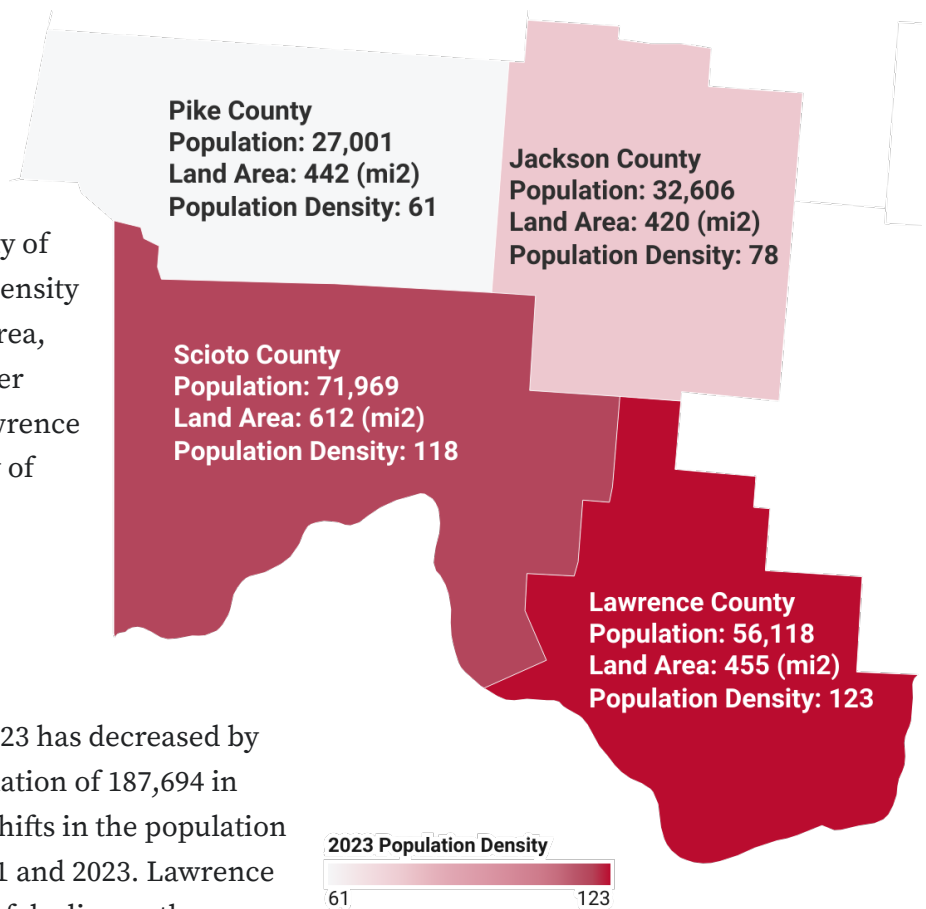 Pike County
Population: 27,001
Land Area: 442 (mi2)
Population Density: 61
Jackson County
Population: 32,606
Land Area: 420 (mi2)
Population Density: 78
y of
ensity
rea,
er
wrence
of
Scioto County
Population: 71,969
Land Area: 612 (mi2)
Population Density: 118
Lawrence County
Population: 56,118
Land Area: 455 (mi2)
Population Density: 123
23 has decreased by
ation of 187,694 in
hifts in the population
1 and 2023. Lawrence
2023 Population Density
61 123